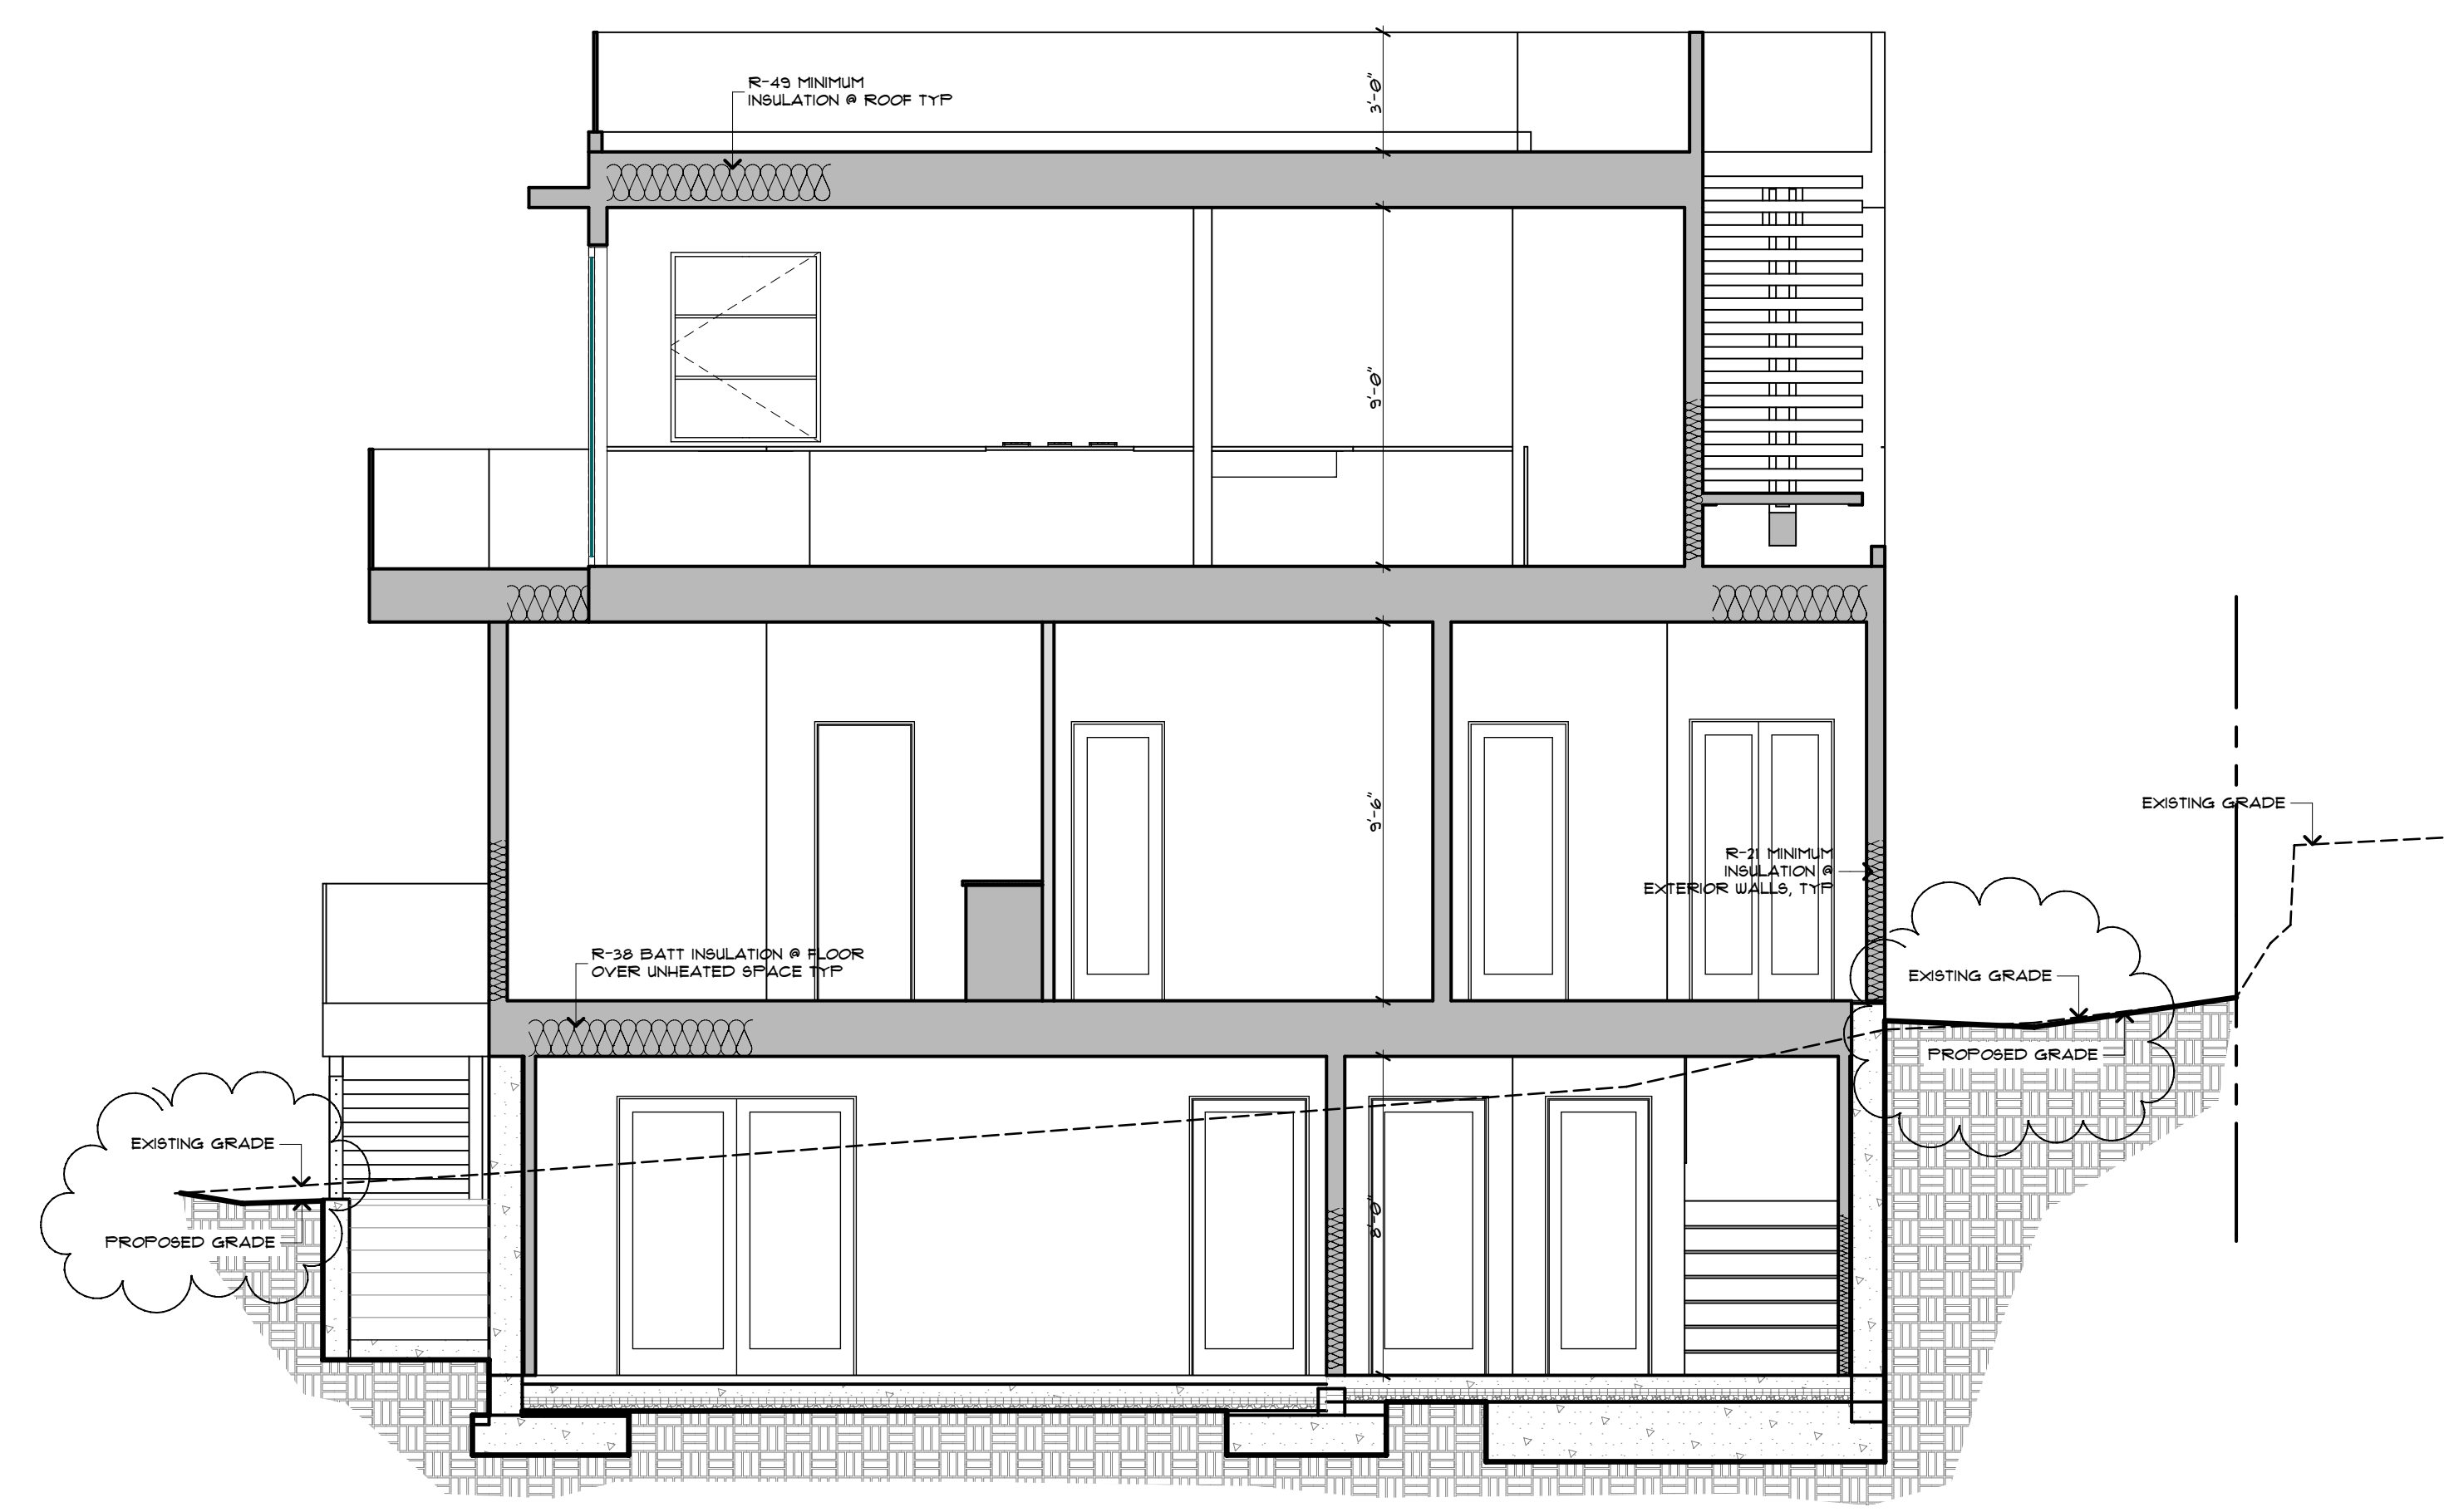 R-49 MINIMUM
INSULATION @ ROOF TYP
3'-0"
9'-0"
9'-6"
EXISTING GRADE
R-21 MINIMUM
INSULATION @
EXTERIOR WALLS, TYP
R-38 BATT INSULATION @ FLOOR
OVER UNHEATED SPACE TYP
EXISTING GRADE
PROPOSED GRADE
EXISTING GRADE
PROPOSED GRADE
8'-0"